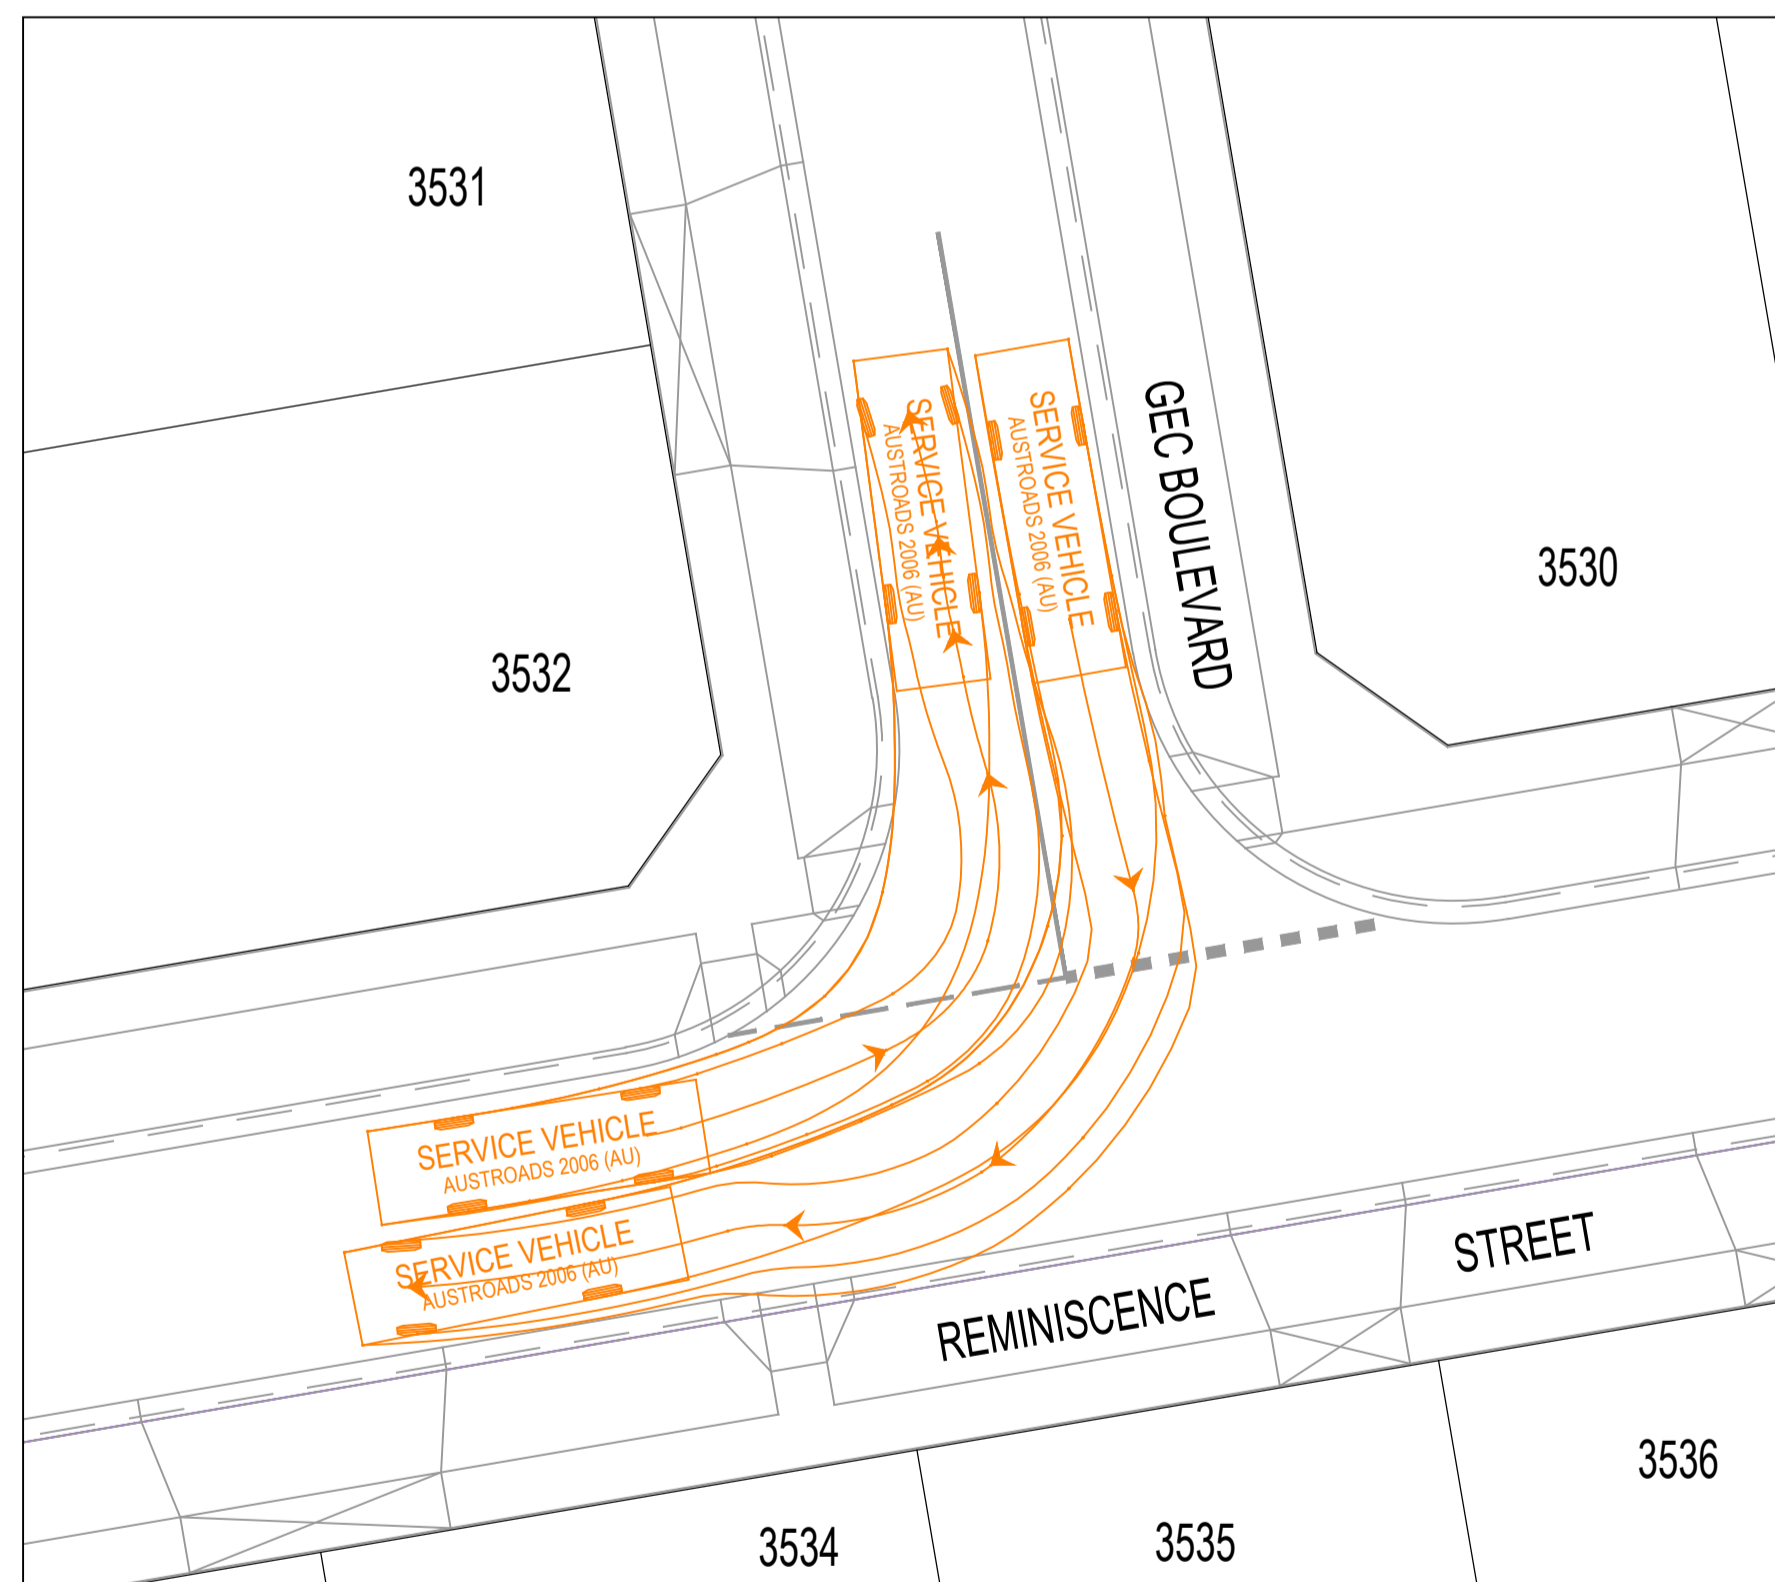 3531
SERVICE VEHICLE
AUSTROADS 2006 (AU)
SERVICE VEHICLE
AUSTROADS 2006 (AU)
GEC BOULEVARD
3530
3532
SERVICE VEHICLE
AUSTROADS 2006 (AU)
SERVICE VEHICLE
AUSTROADS 2006 (AU)
REMINISCENCE STREET
3534
3535
3536